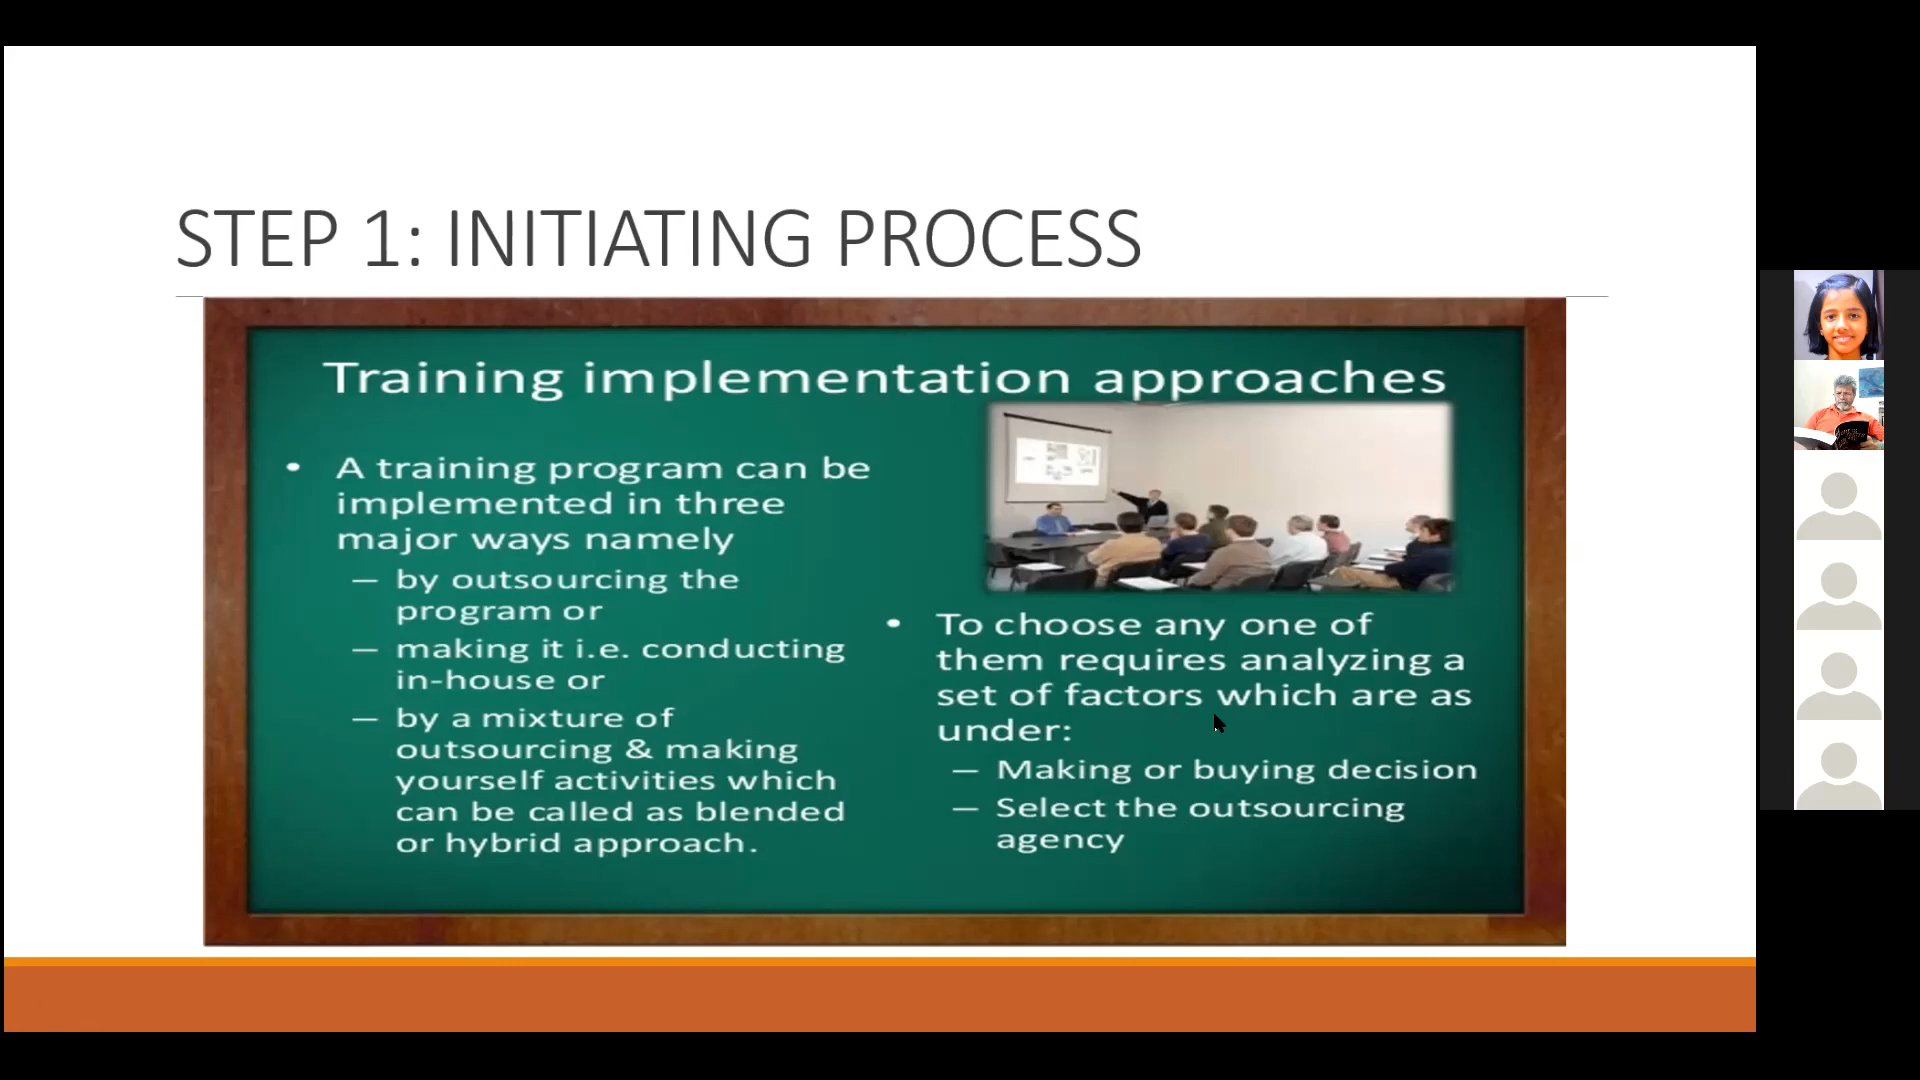 STEP 1: INITIATING PROCESS
Training implementation approaches
• A training program can be
implemented in three
major ways namely
– by outsourcing the
program or
– making it i.e. conducting
in-house or
– by a mixture of
outsourcing & making
yourself activities which
can be called as blended
or hybrid approach.
• To choose any one of
them requires analyzing a
set of factors which are as
under:
– Making or buying decision
– Select the outsourcing
agency